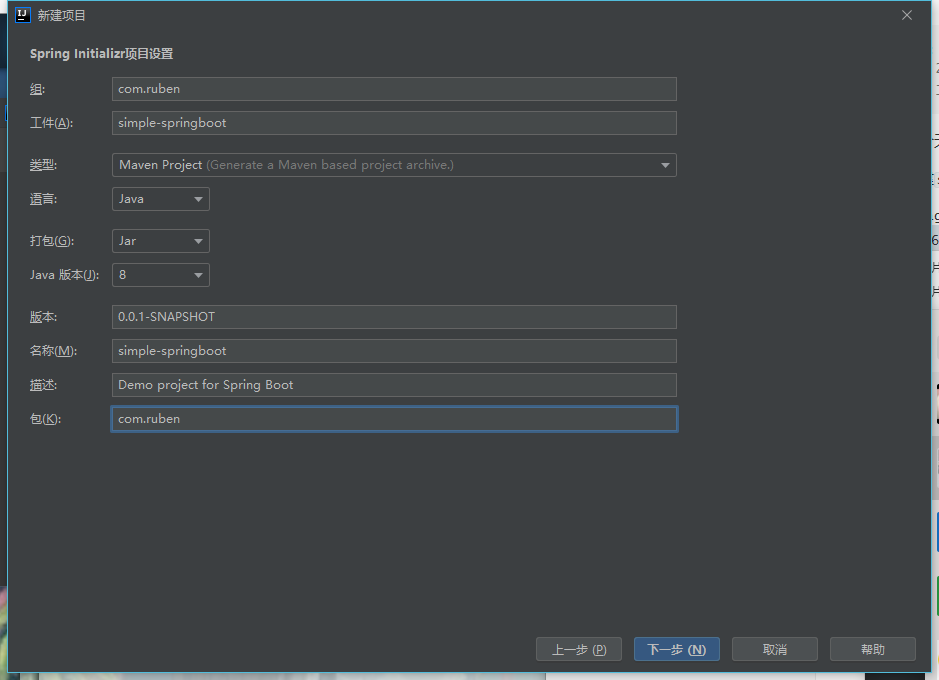 新建项目
Spring Initializr项目设置
组: com.ruben
工件(A): simple-springboot
类型: Maven Project (Generate a Maven based project archive.)
语言: Java
打包(G): Jar
Java 版本(J): 8
版本: 0.0.1-SNAPSHOT
名称(M): simple-springboot
描述: Demo project for Spring Boot
包(K): com.ruben
上一步 (P) 下一步 (N) 取消 帮助